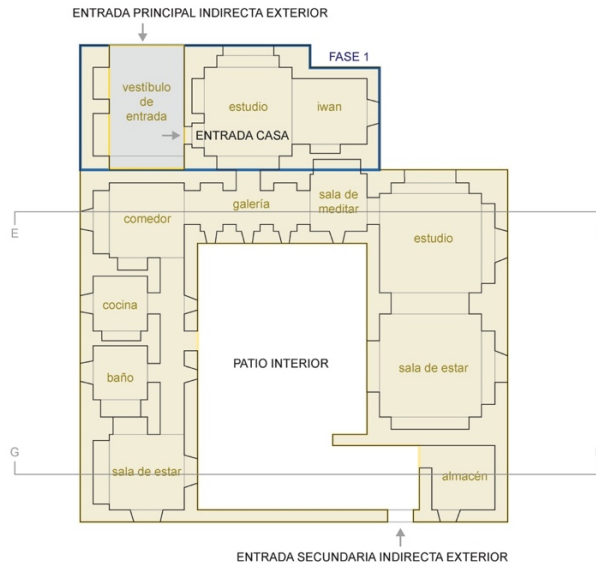 ENTRADA PRINCIPAL INDIRECTA EXTERIOR
FASE 1
vestíbulo
de
entrada
estudio
iwan
ENTRADA CASA
comedor
galería
sala de
meditar
estudio
E
cocina
PATIO INTERIOR
sala de estar
baño
G
sala de estar
almacén
ENTRADA SECUNDARIA INDIRECTA EXTERIOR